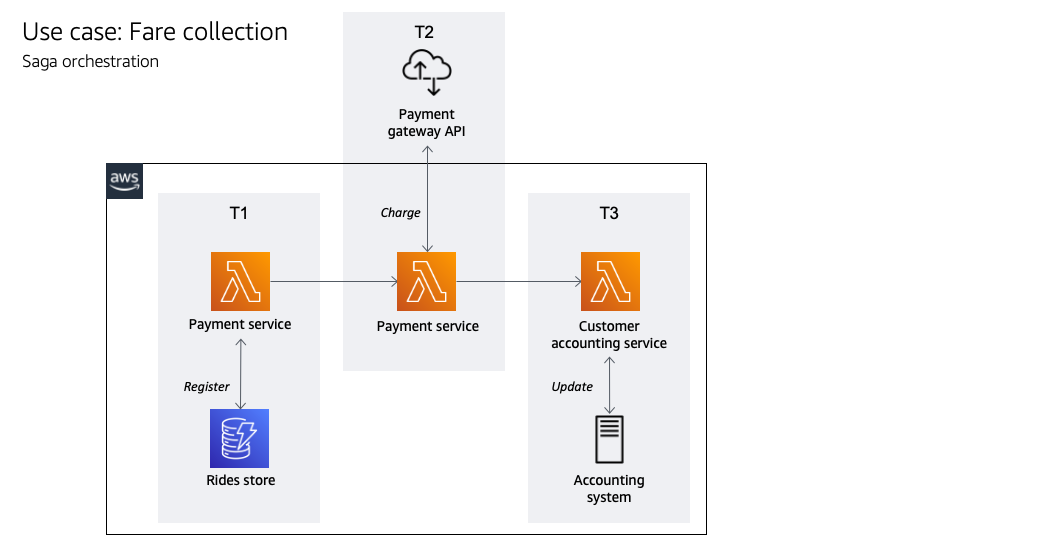 Use case: Fare collection
Saga orchestration
T2
Payment
gateway API
aws
T1
Charge
T3
Payment service
Payment service
Customer
accounting service
Register
Update
Rides store
Accounting
system